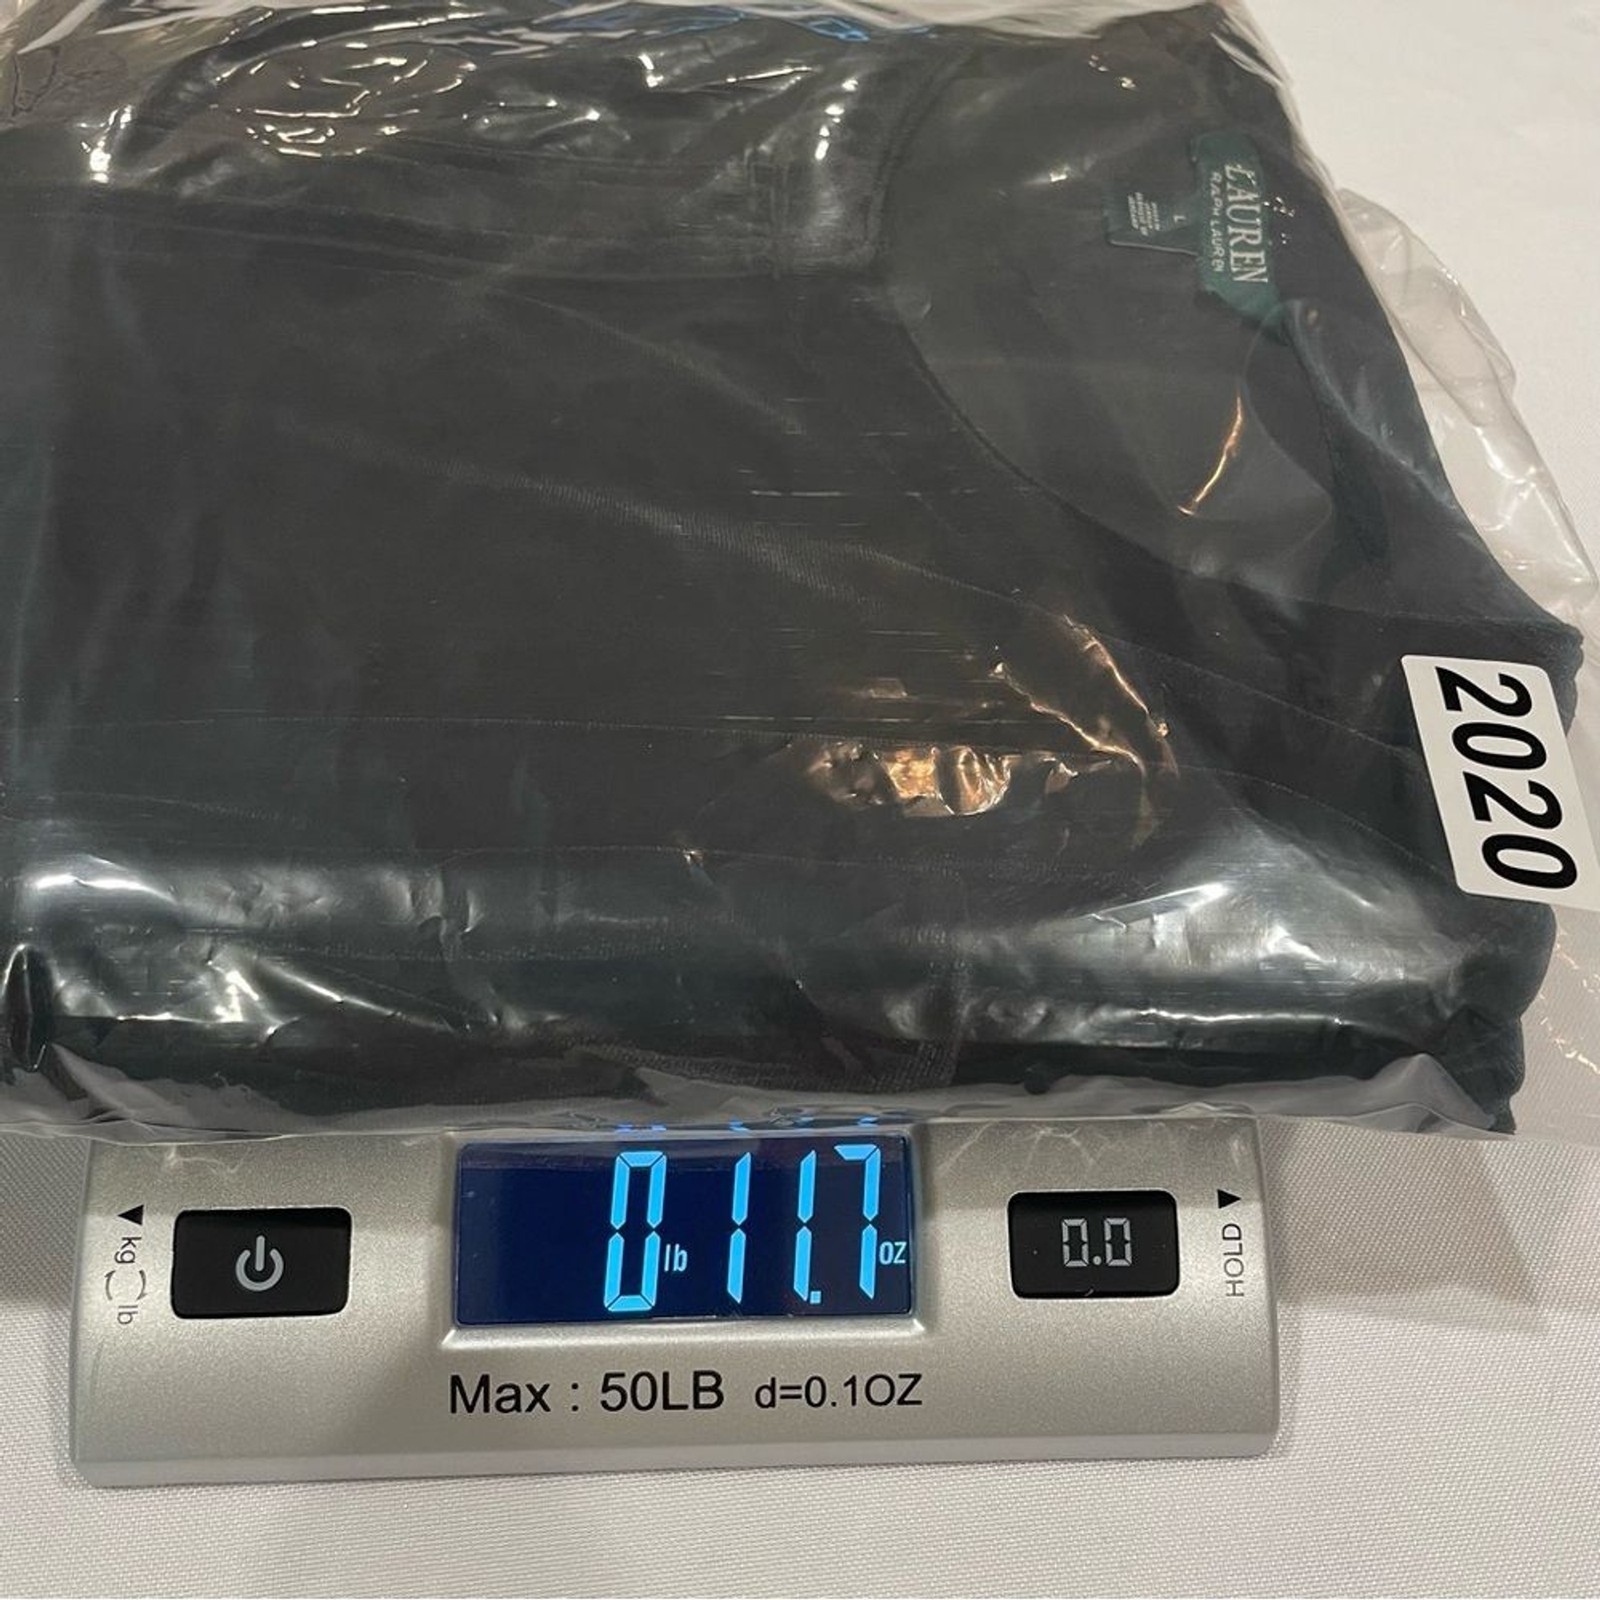 LAUREN
RALPH LAUREN
L
2020
0 lb 11.7 oz
kg lb
0.0
HOLD
Max : 50LB d=0.1OZ